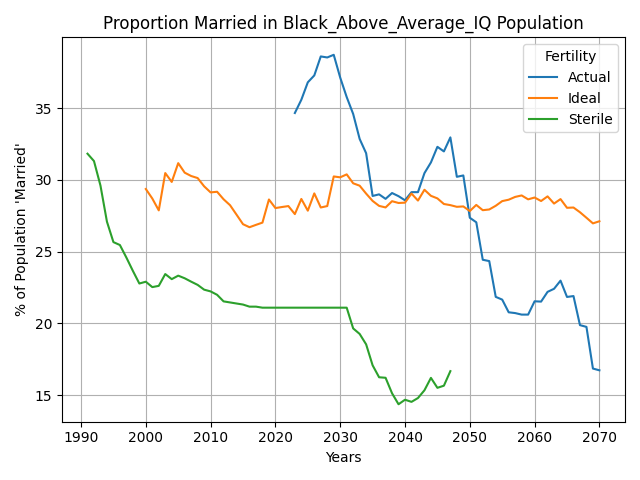 Proportion Married in Black_Above_Average_IQ Population
% of Population 'Married'
35
30
25
20
15
Fertility
Actual
Ideal
Sterile
1990 2000 2010 2020 2030 2040 2050 2060 2070
Years